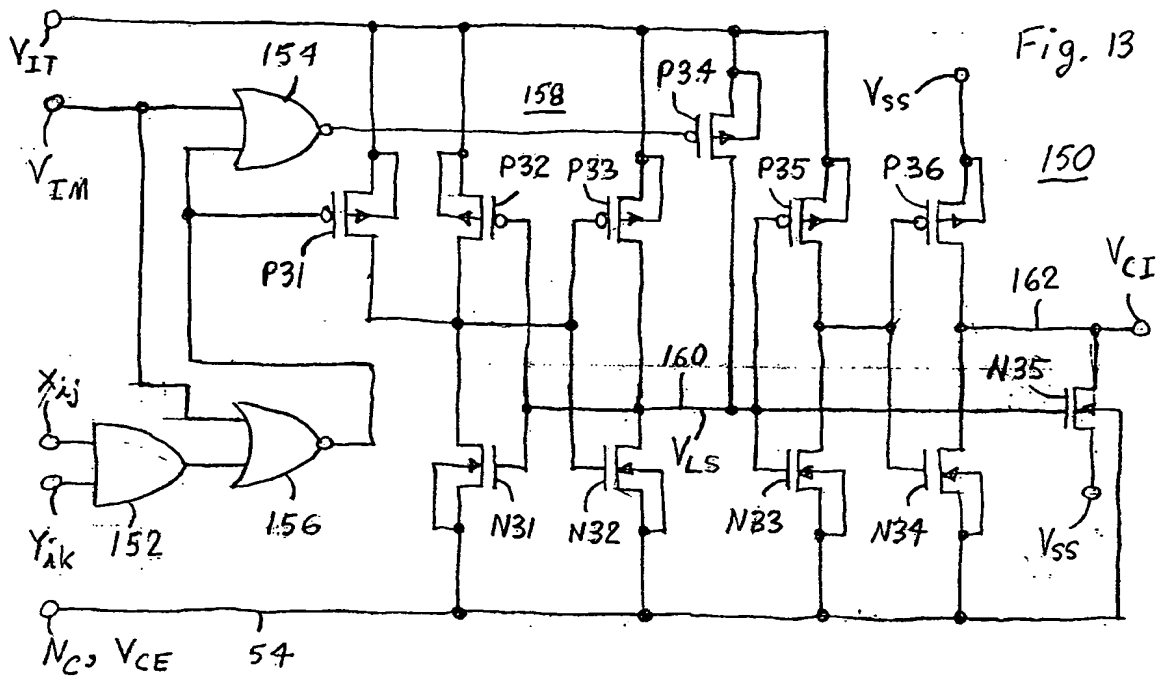 Fig. 13
V_IT
154
158
P34
V_SS
150
V_IM
P32
P33
P35
P36
P31
V_CI
162
160
N35
X_ij
V_LS
N31
N32
N33
N34
V_SS
Y_ik
152
156
N_C, V_CE
54